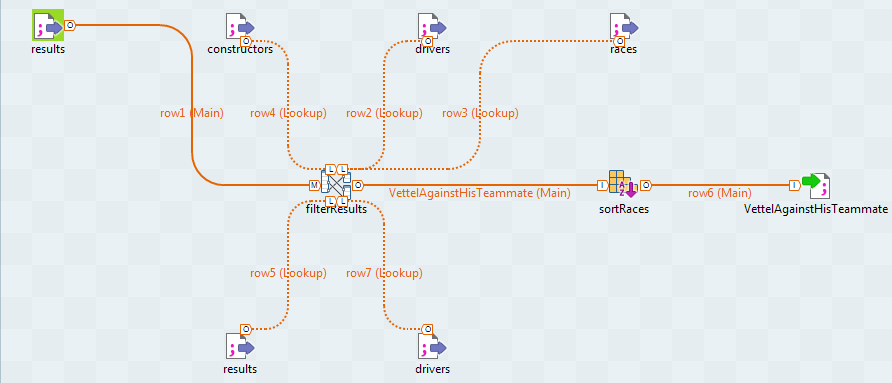 results
constructors
drivers
races
row1 (Main)
row4 (Lookup)
row2 (Lookup)
row3 (Lookup)
L L
M
O
VettelAgainstHisTeammate (Main)
I
O
row6 (Main)
I
filterResults
L L
sortRaces
VettelAgainstHisTeammate
row5 (Lookup)
row7 (Lookup)
O
O
results
drivers